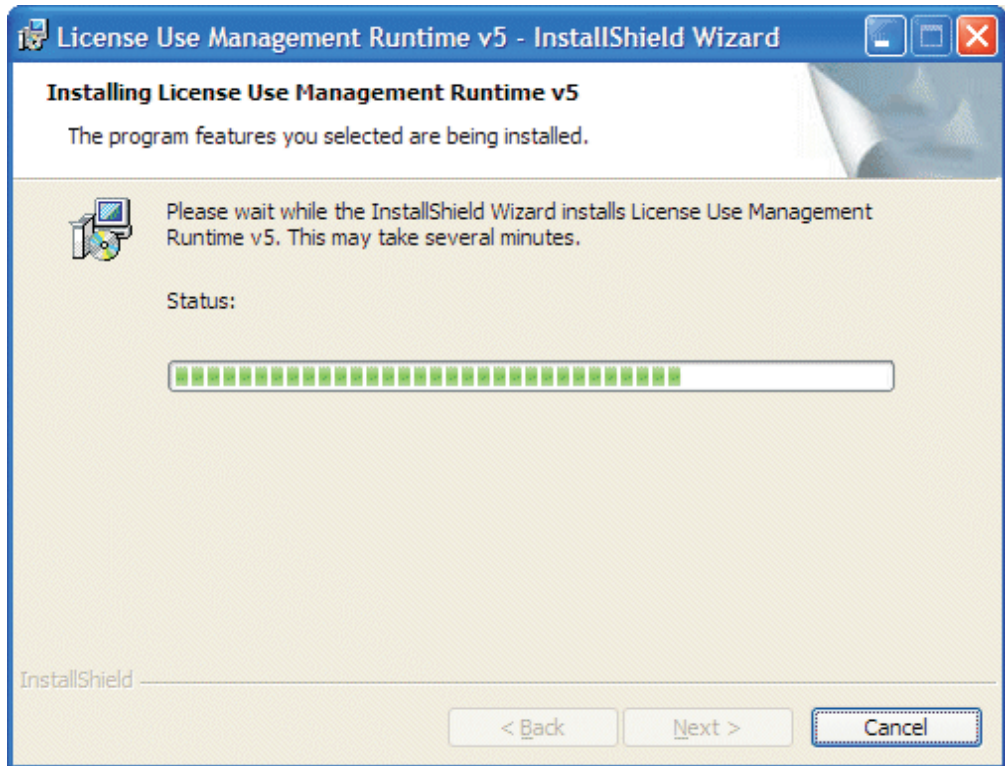 License Use Management Runtime v5 - InstallShield Wizard
Installing License Use Management Runtime v5
The program features you selected are being installed.
Please wait while the InstallShield Wizard installs License Use Management
Runtime v5. This may take several minutes.
Status:
InstallShield
< Back Next > Cancel